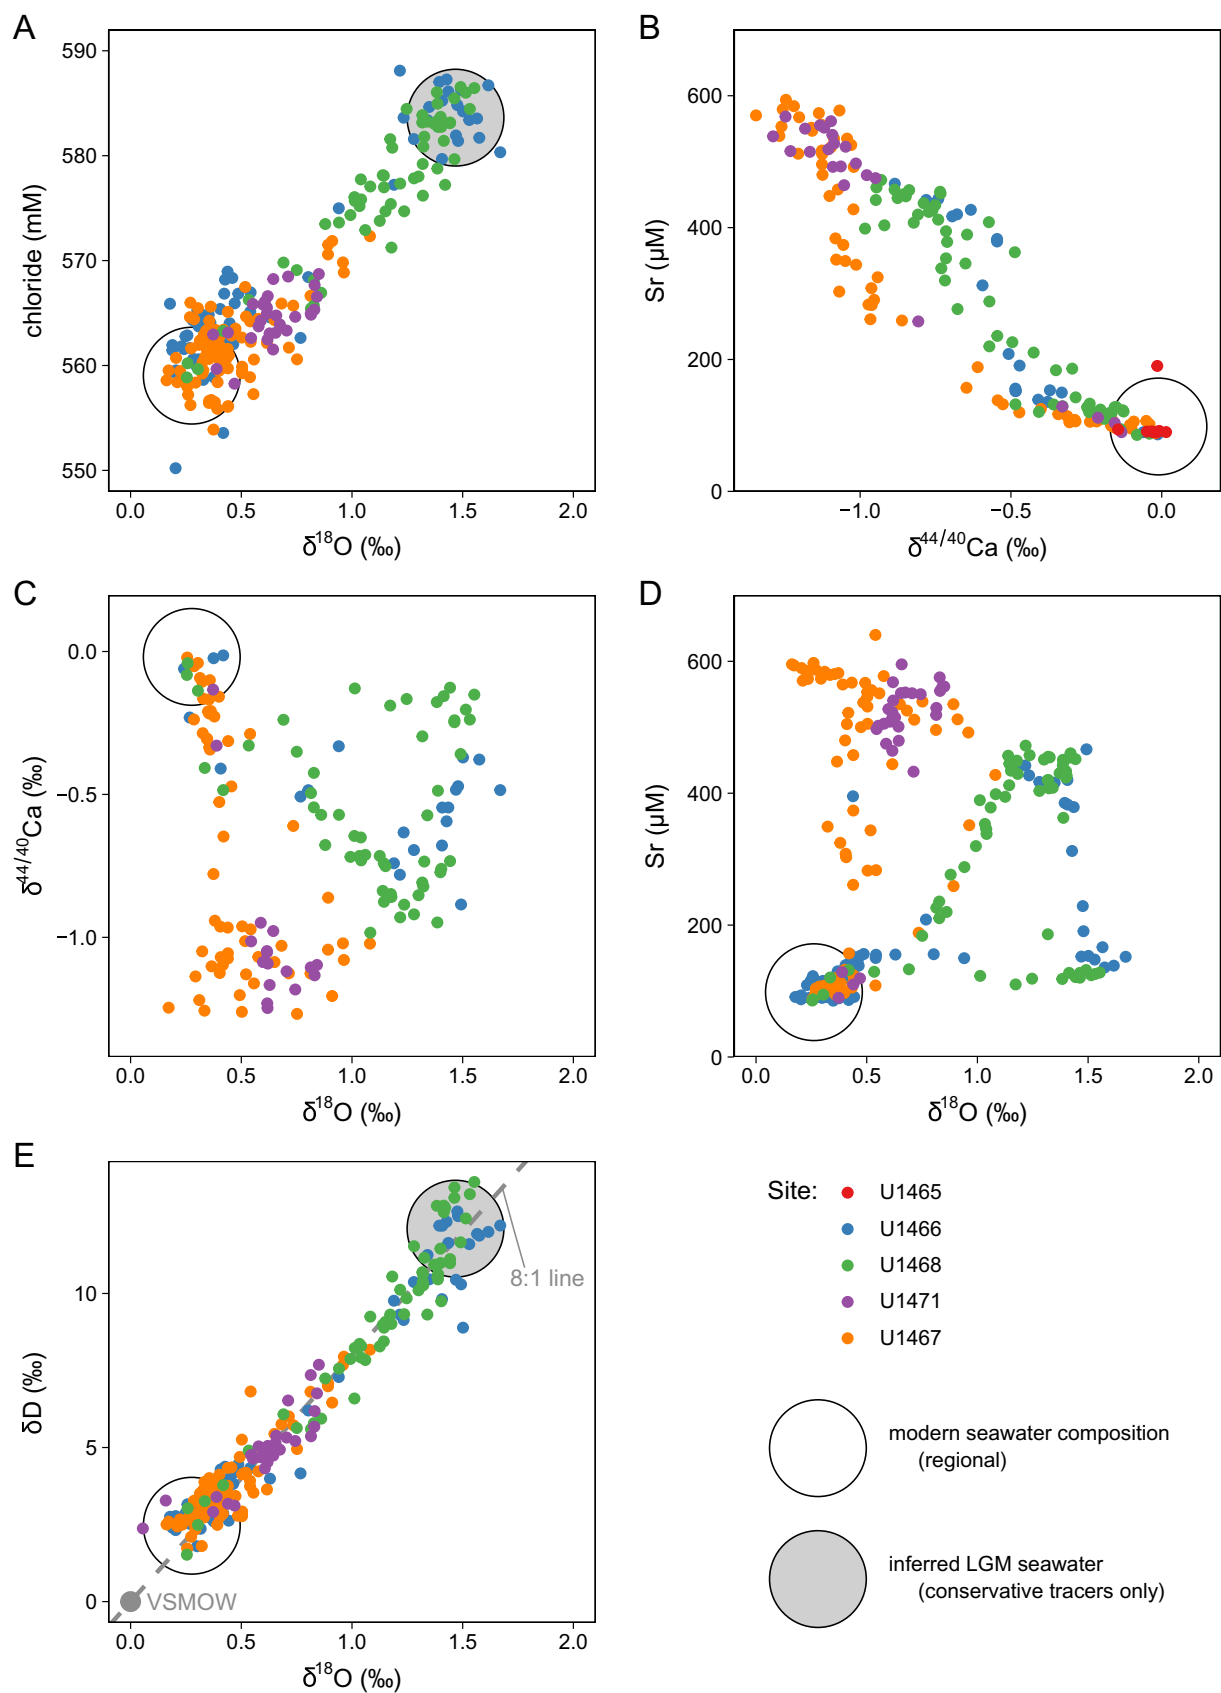 A
590
580
570
560
550
chloride (mM)
0.0 0.5 1.0 1.5 2.0
δ18O (‰)
B
600
400
200
0
Sr (µM)
−1.0 −0.5 0.0
δ44/40Ca (‰)
C
0.0
−0.5
−1.0
δ44/40Ca (‰)
0.0 0.5 1.0 1.5 2.0
δ18O (‰)
D
600
400
200
0
Sr (µM)
0.0 0.5 1.0 1.5 2.0
δ18O (‰)
E
10
5
0
δD (‰)
8:1 line
VSMOW
0.0 0.5 1.0 1.5 2.0
δ18O (‰)
Site:
U1465
U1466
U1468
U1471
U1467
modern seawater composition
(regional)
inferred LGM seawater
(conservative tracers only)